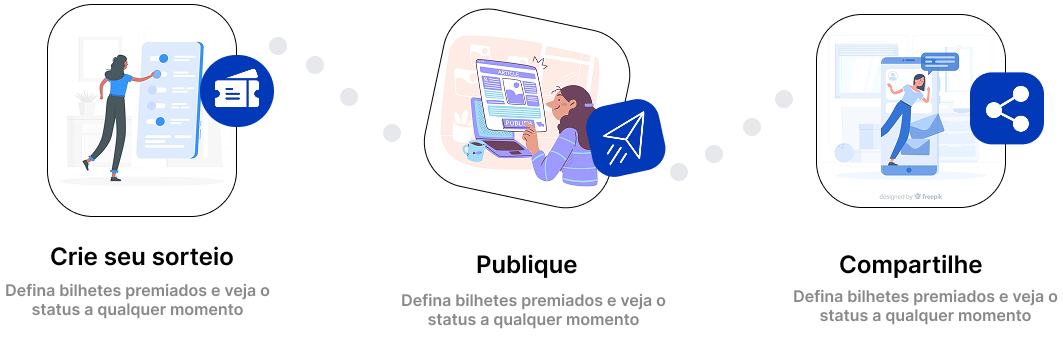 Crie seu sorteio
Defina bilhetes premiados e veja o
status a qualquer momento
ARTICLE
PUBLISH
Publique
Defina bilhetes premiados e veja o
status a qualquer momento
designed by freepik
Compartilhe
Defina bilhetes premiados e veja o
status a qualquer momento